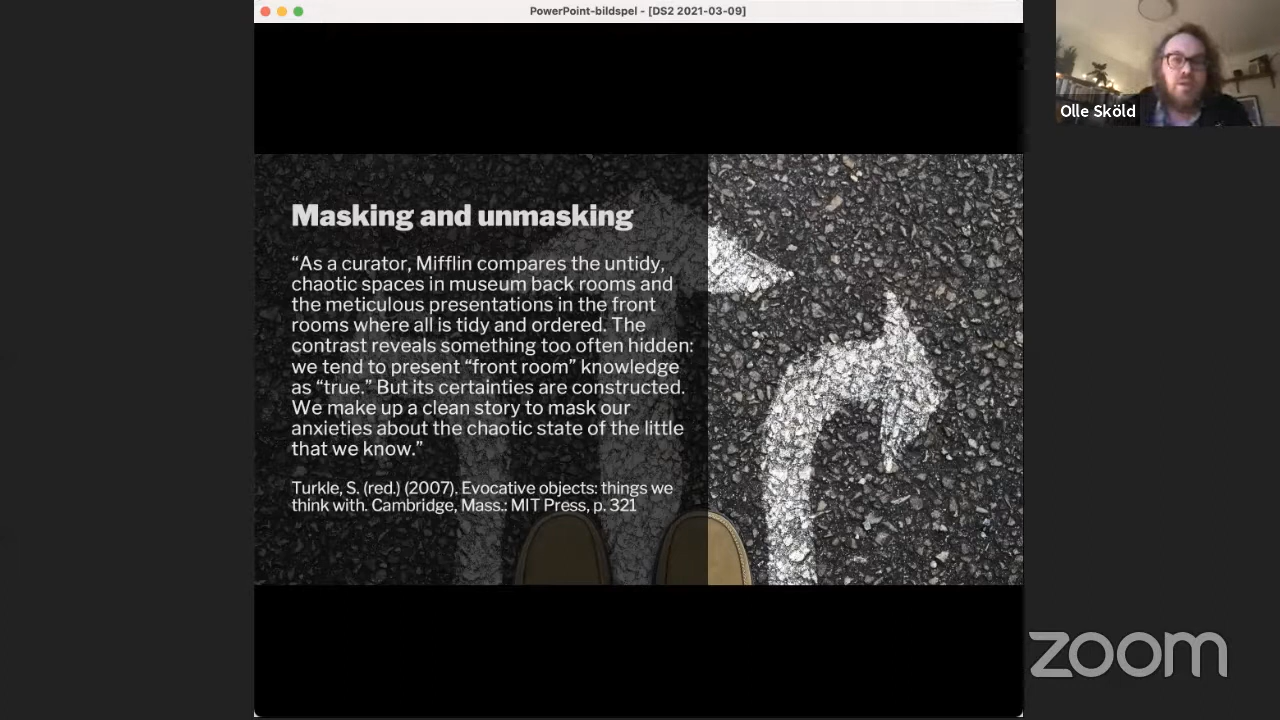 PowerPoint-bildspel - [DS2 2021-03-09]
Olle Sköld
Masking and unmasking
“As a curator, Mifflin compares the untidy,
chaotic spaces in museum back rooms and
the meticulous presentations in the front
rooms where all is tidy and ordered. The
contrast reveals something too often hidden:
we tend to present “front room” knowledge
as “true.” But its certainties are constructed.
We make up a clean story to mask our
anxieties about the chaotic state of the little
that we know.”
Turkle, S. (red.) (2007). Evocative objects: things we
think with. Cambridge, Mass.: MIT Press, p. 321
zoom